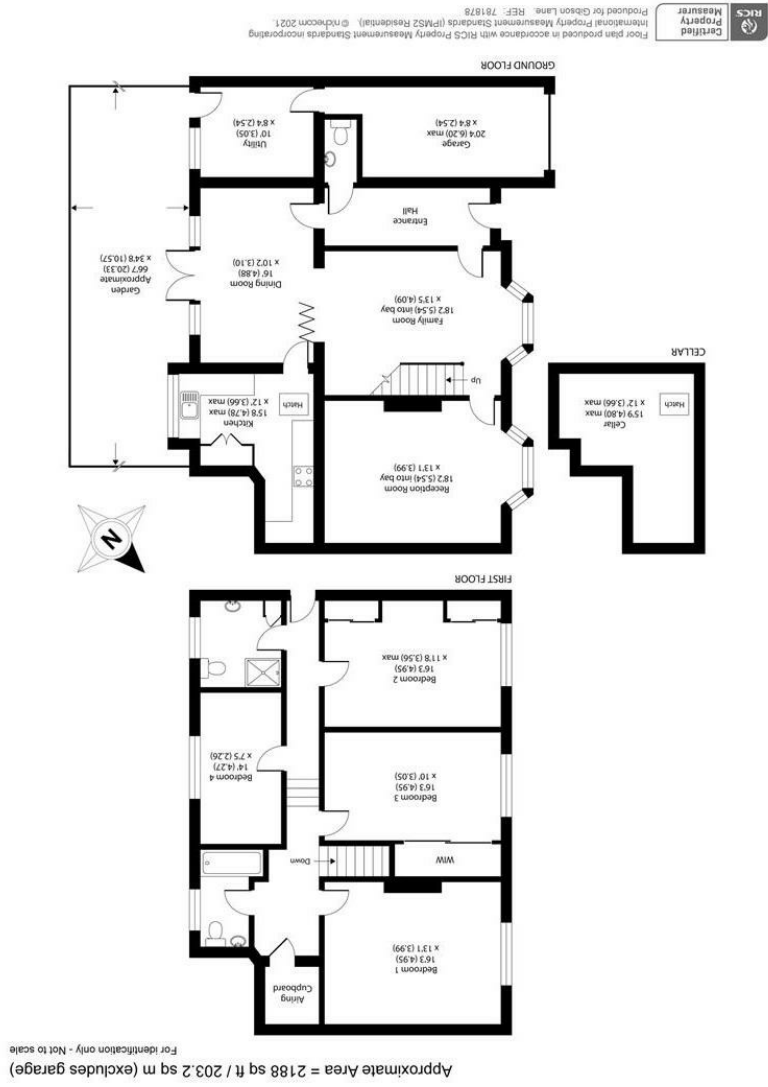 Approximate Area = 2188 sq ft / 203.2 sq m (excludes garage)
For identification only - Not to scale
Airing
Cupboard
Bedroom 1
16'3 (4.95)
x 13'1 (3.99)
Down
WIW
Bedroom 3
16'3 (4.95)
x 10' (3.05)
Bedroom 4
14' (4.27)
x 7'5 (2.26)
Bedroom 2
16'3 (4.95)
x 11'8 (3.56) max
FIRST FLOOR
N
Reception Room
18'2 (5.54) into bay
x 13'1 (3.99)
Kitchen
15'8 (4.78) max
x 12' (3.66) max
Hatch
Cellar
15'9 (4.80) max
x 12' (3.66) max
Hatch
CELLAR
Up
Family Room
18'2 (5.54) into bay
x 13'5 (4.09)
Dining Room
16' (4.88)
x 10'2 (3.10)
Garden
66'7 (20.33) Approximate
x 34'8 (10.57)
Entrance
Hall
Garage
20'4 (6.20) max
x 8'4 (2.54)
Utility
10' (3.05)
x 8'4 (2.54)
GROUND FLOOR
RICS
Certified
Property
Measurer
Floor plan produced in accordance with RICS Property Measurement Standards incorporating
International Property Measurement Standards (IPMS2 Residential). © nichecom 2021.
Produced for Gibson Lane. REF: 781878